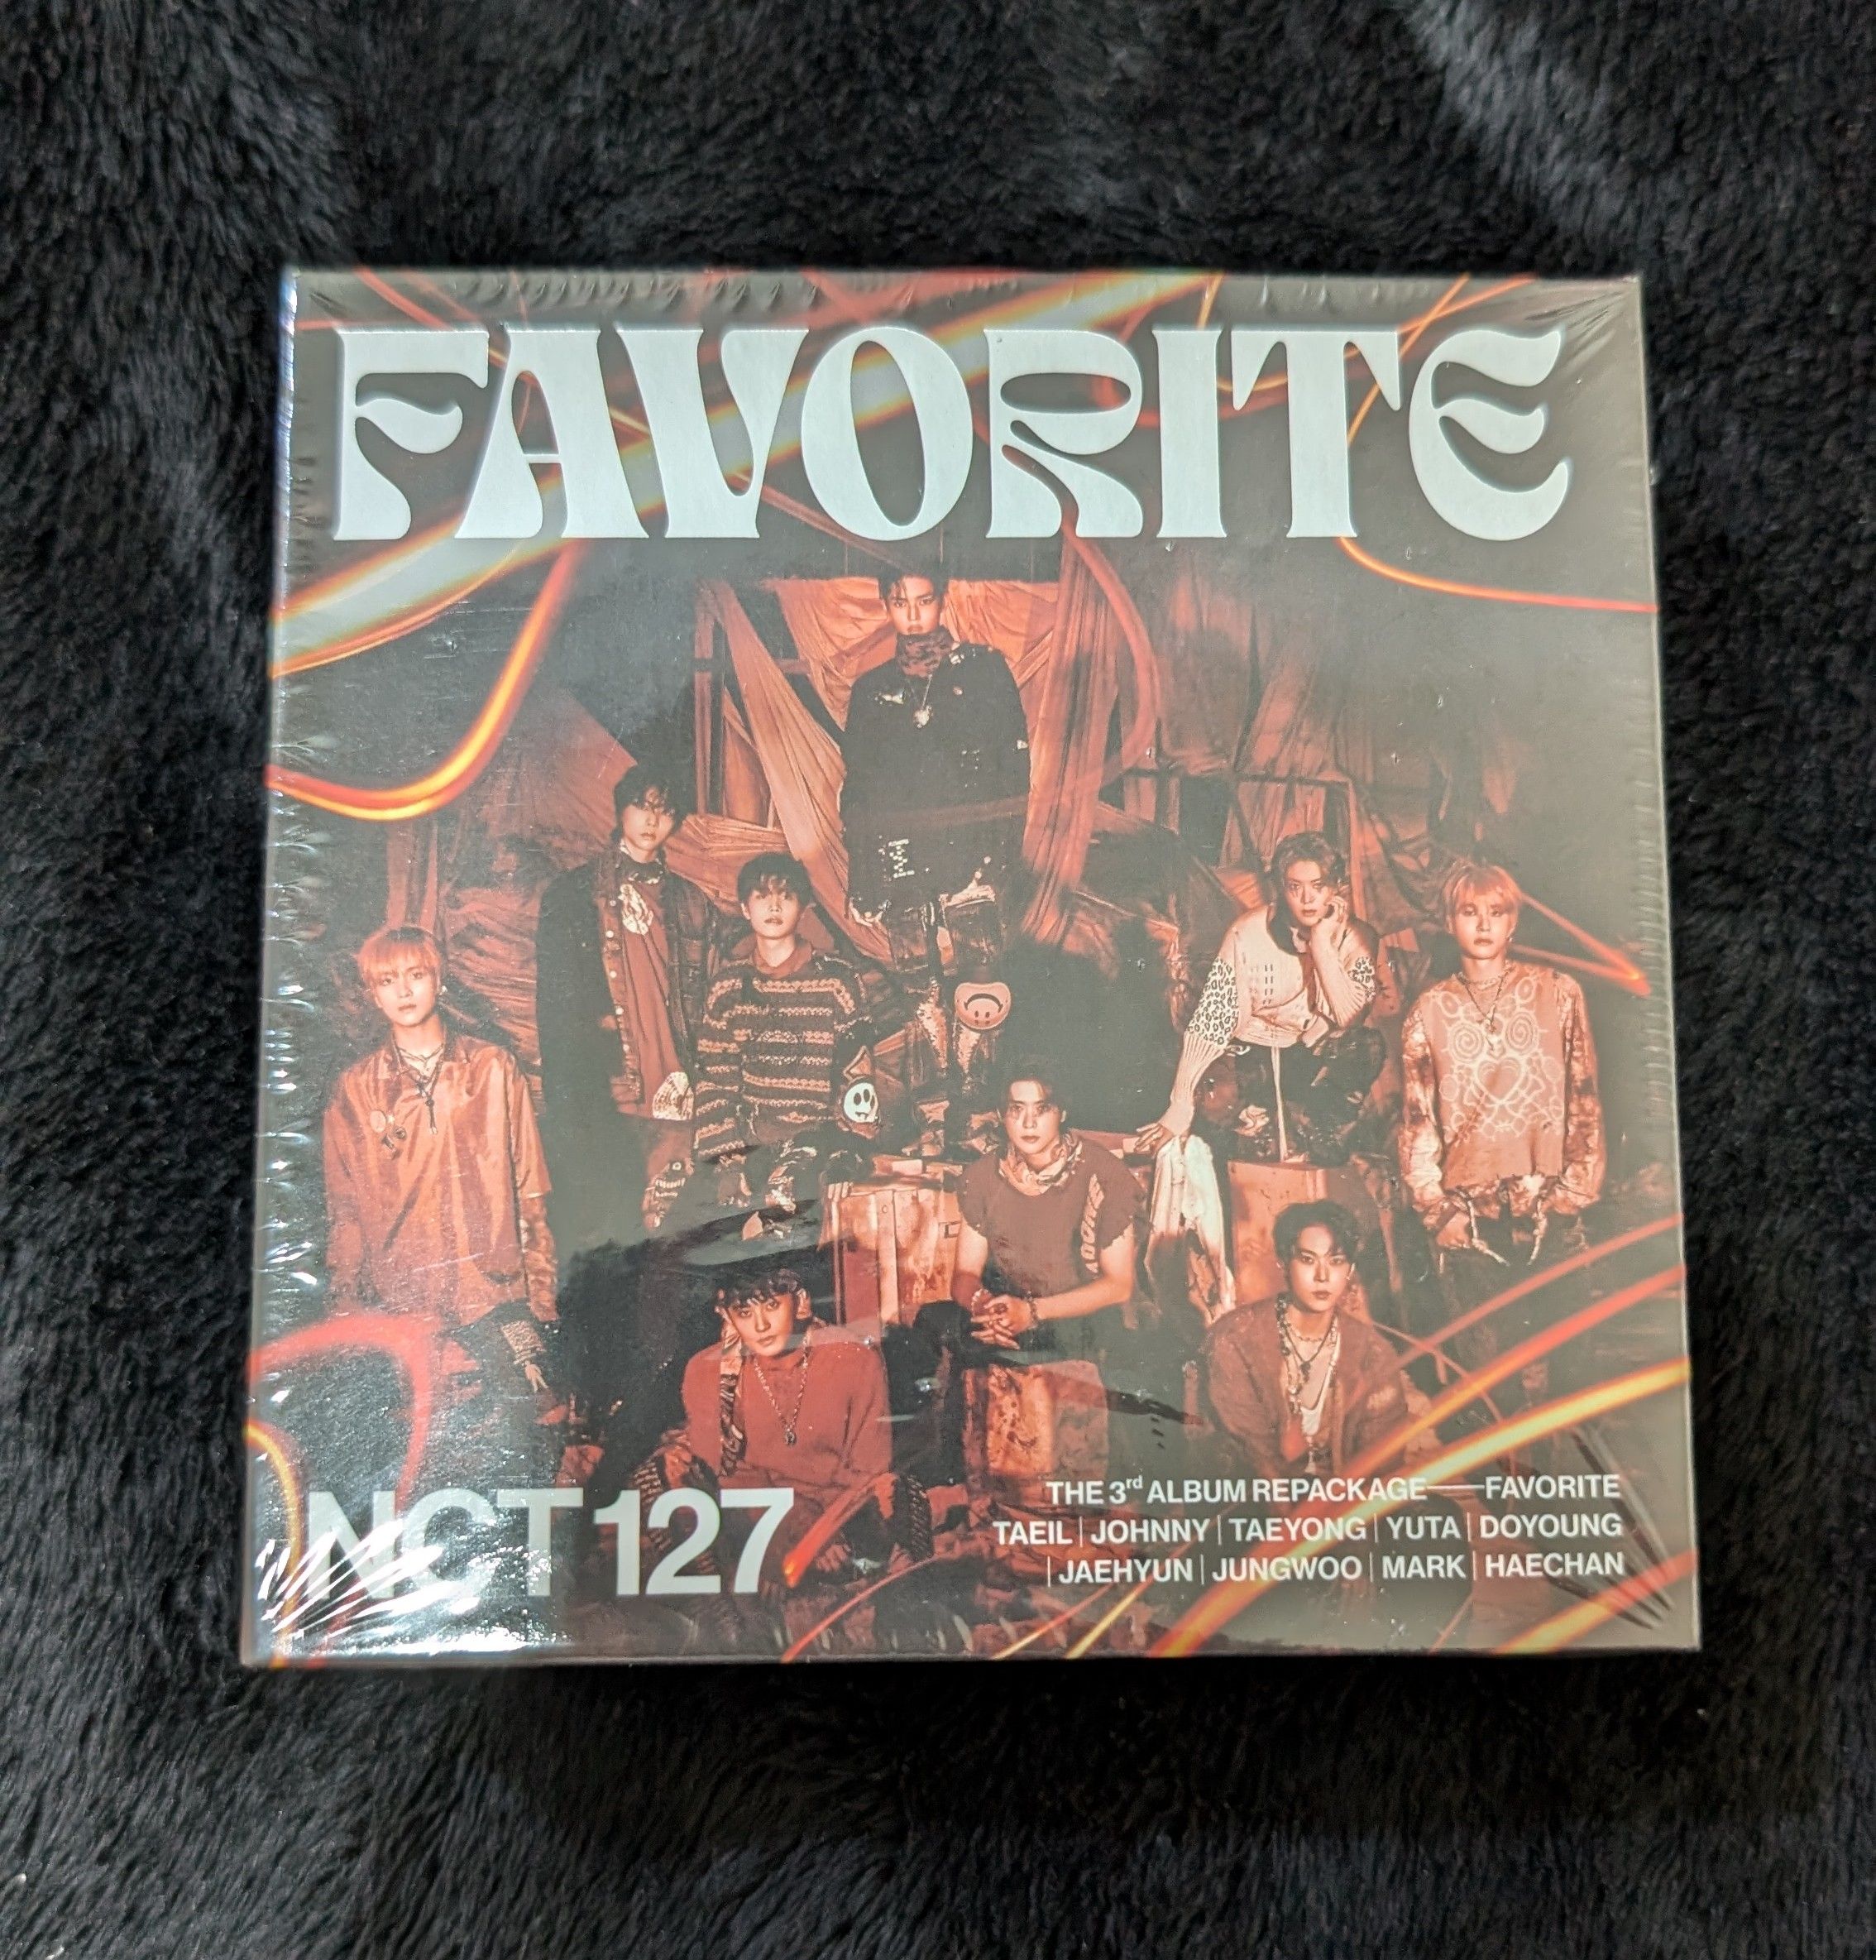 FAVORITE
NCT 127
THE 3rd ALBUM REPACKAGE——FAVORITE
TAEIL | JOHNNY | TAEYONG | YUTA | DOYOUNG
| JAEHYUN | JUNGWOO | MARK | HAECHAN